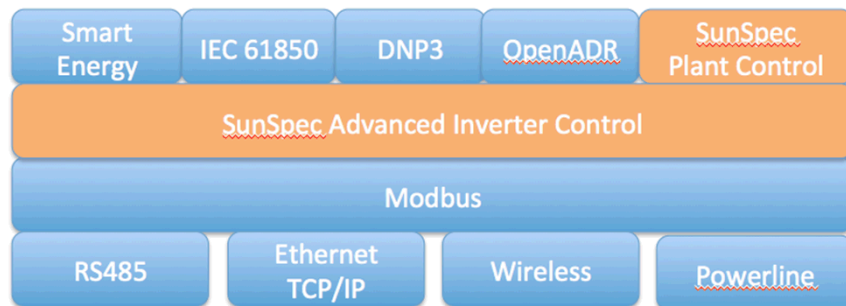 Smart
Energy
IEC 61850
DNP3
OpenADR
SunSpec
Plant Control
SunSpec Advanced Inverter Control
Modbus
RS485
Ethernet
TCP/IP
Wireless
Powerline